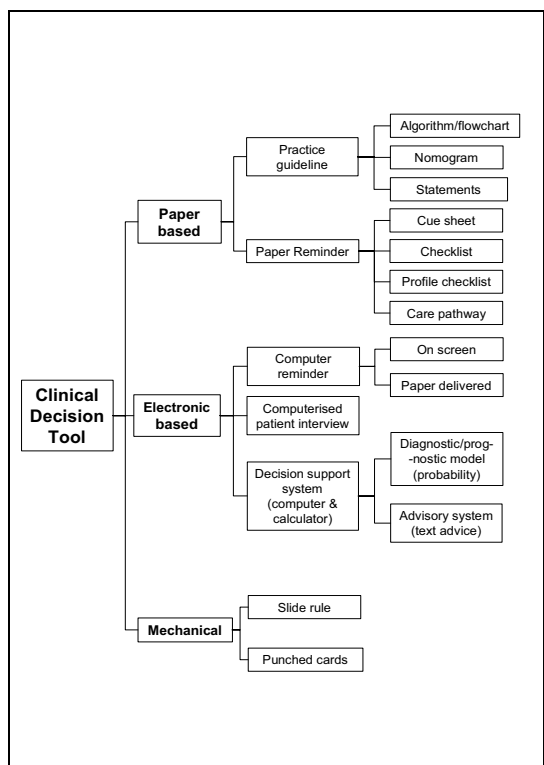 Algorithm/flowchart
Practice
guideline
Nomogram
Statements
Paper
based
Cue sheet
Paper Reminder
Checklist
Profile checklist
Care pathway
On screen
Computer
reminder
Paper delivered
Clinical
Decision
Tool
Electronic
based
Computerised
patient interview
Diagnostic/prog-
-nostic model
(probability)
Decision support
system
(computer &
calculator)
Advisory system
(text advice)
Slide rule
Mechanical
Punched cards